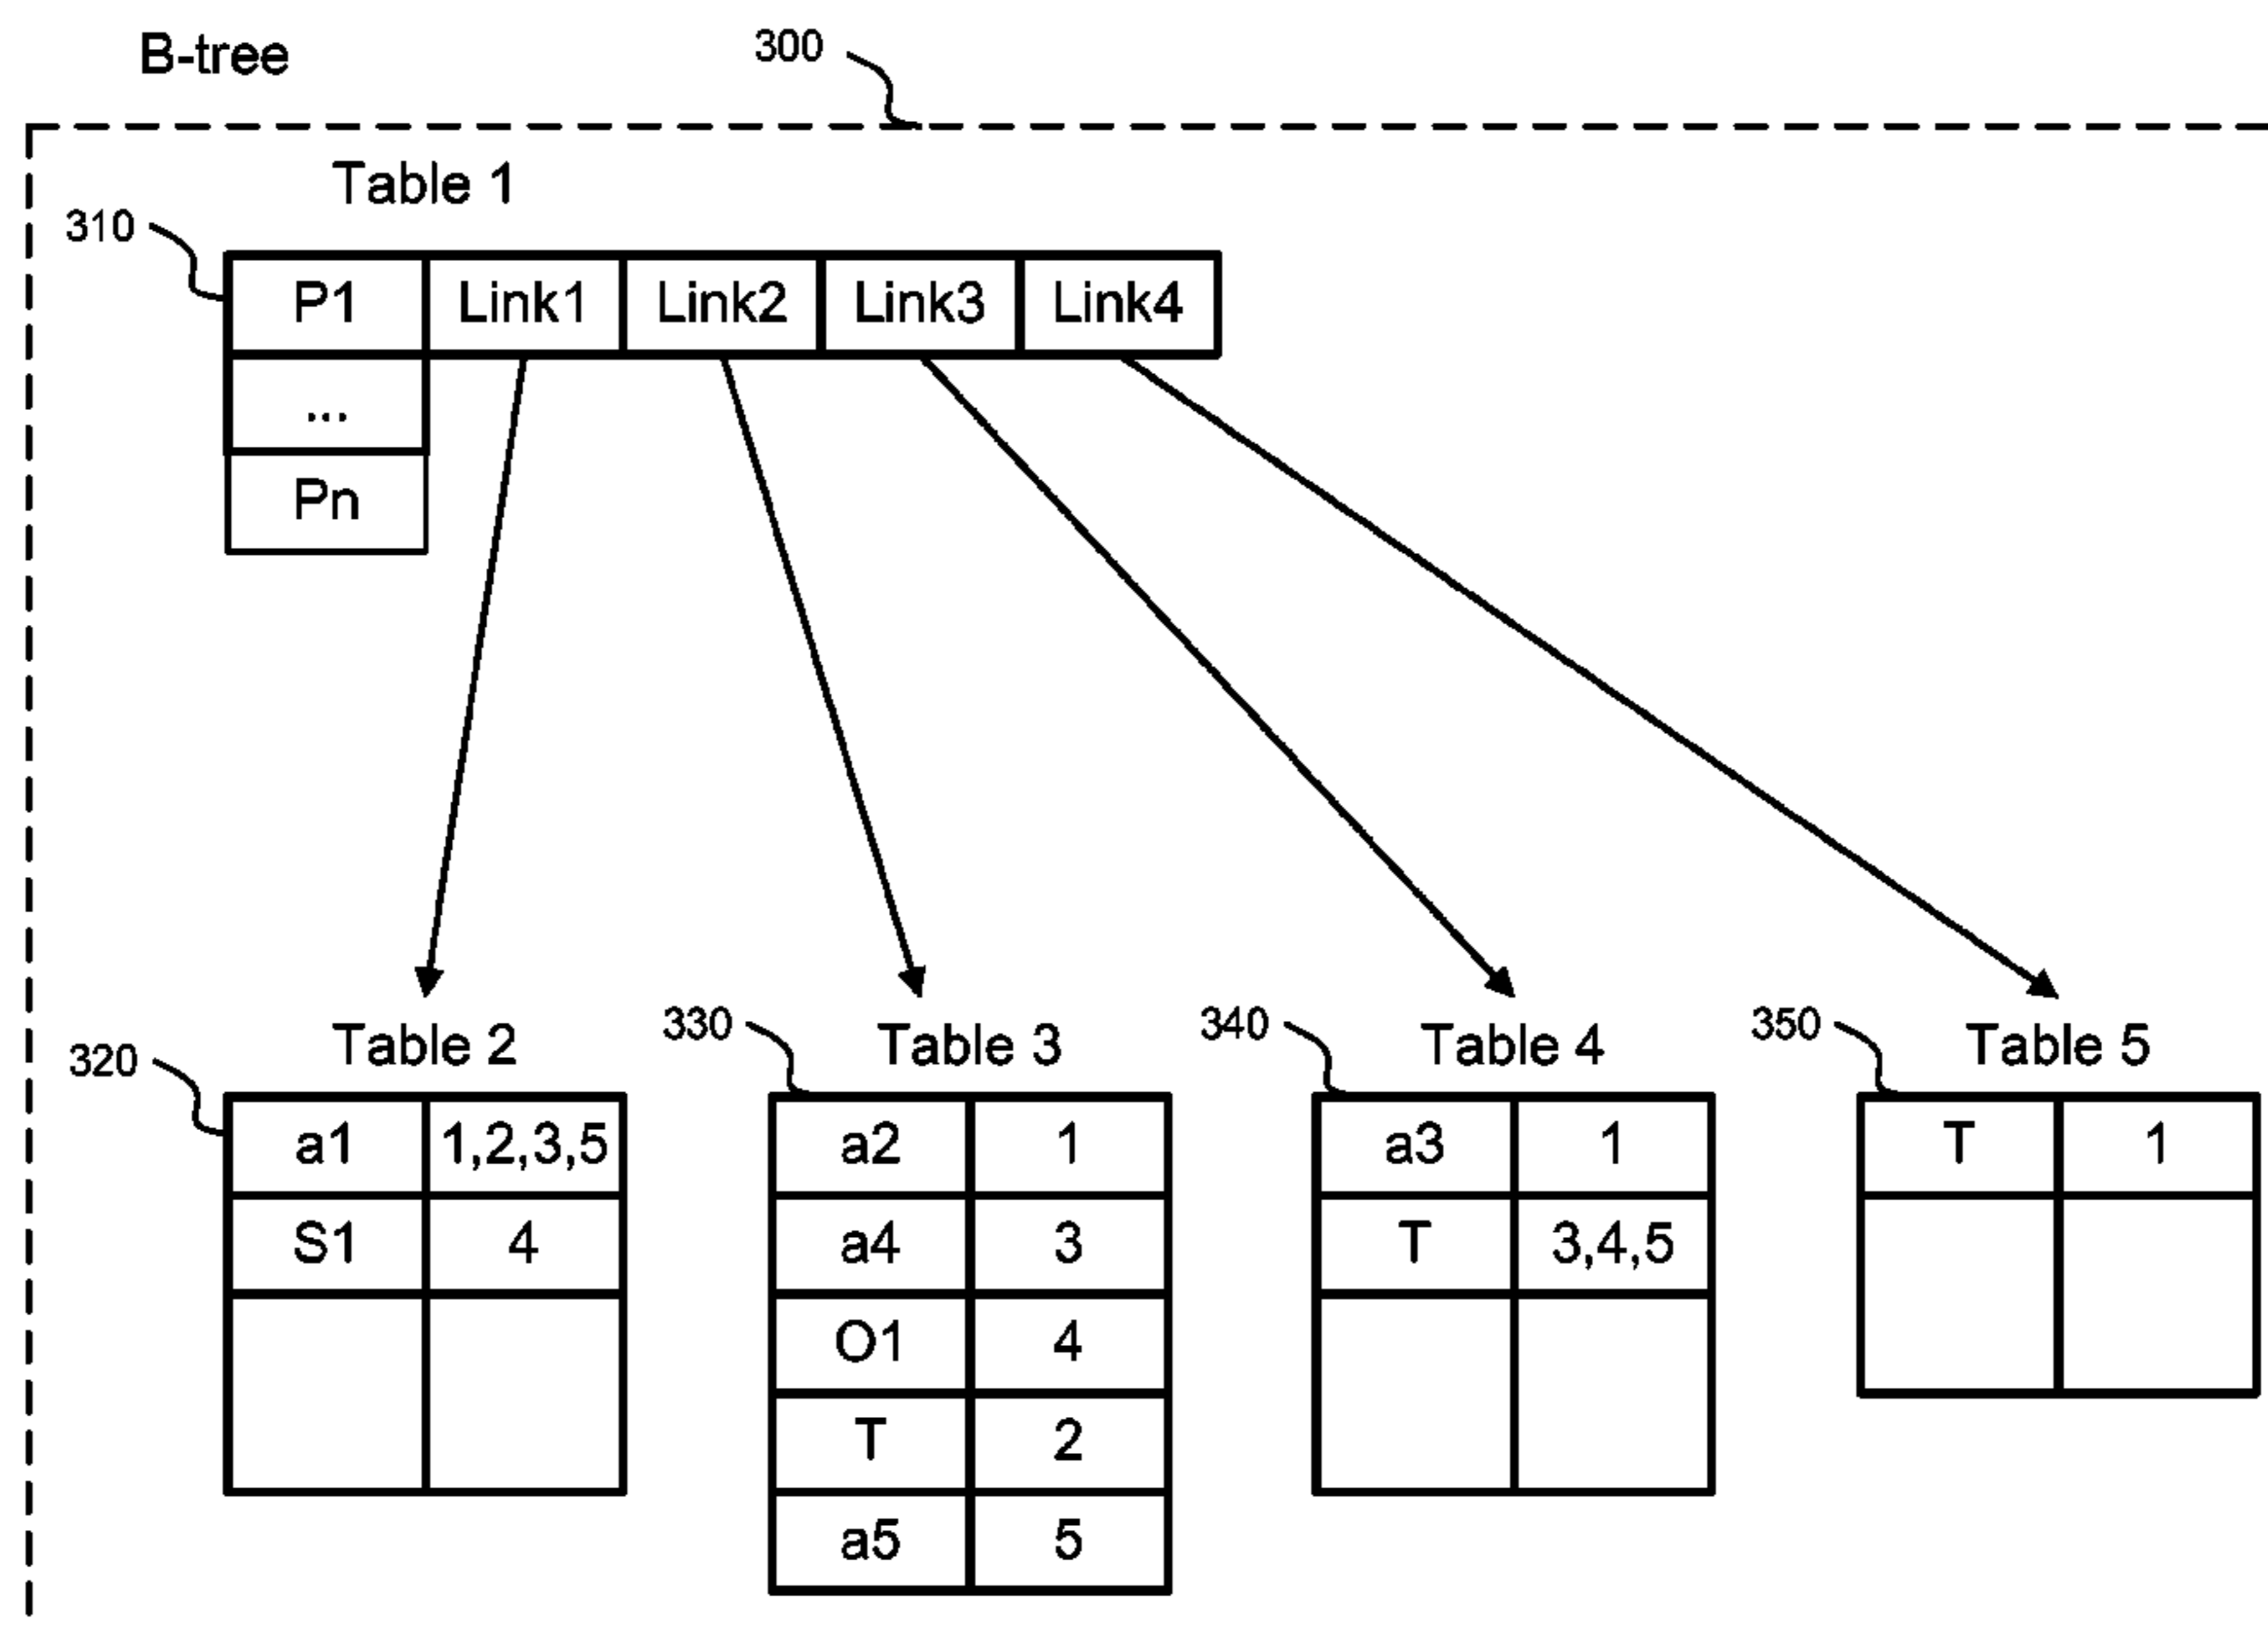 B-tree
300
Table 1
310
P1 Link1 Link2 Link3 Link4
...
Pn
320 Table 2 330 Table 3 340 Table 4 350 Table 5
a1 1,2,3,5 a2 1 a3 1 T 1
S1 4 a4 3 T 3,4,5
O1 4
T 2
a5 5